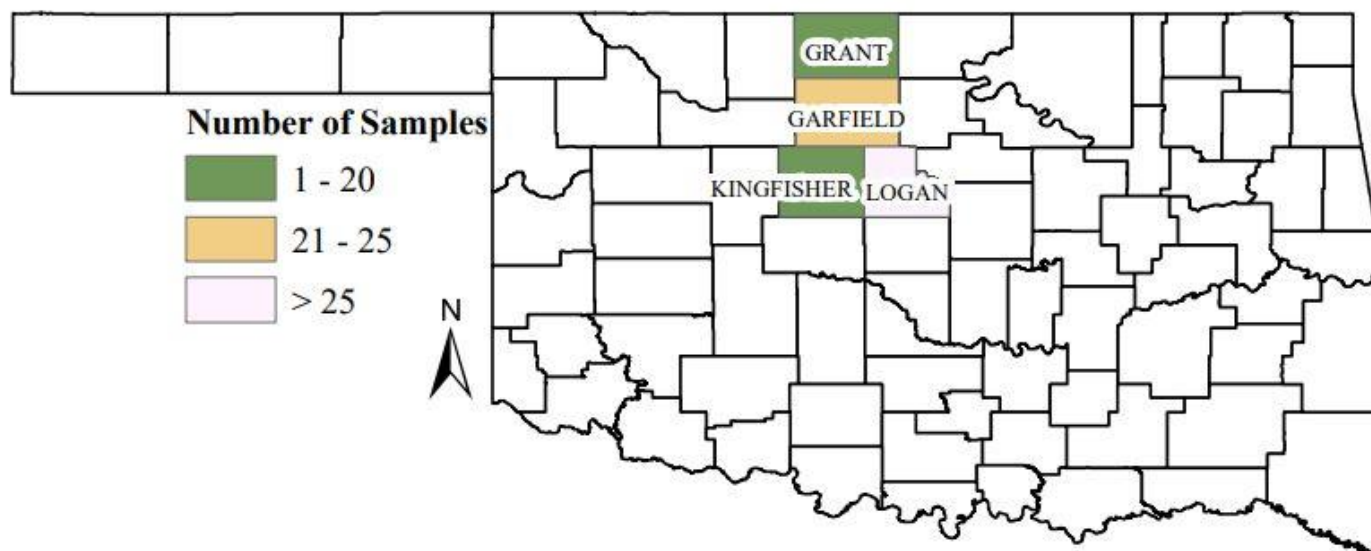 GRANT
GARFIELD
KINGFISHER LOGAN
Number of Samples
1 - 20
21 - 25
> 25
N